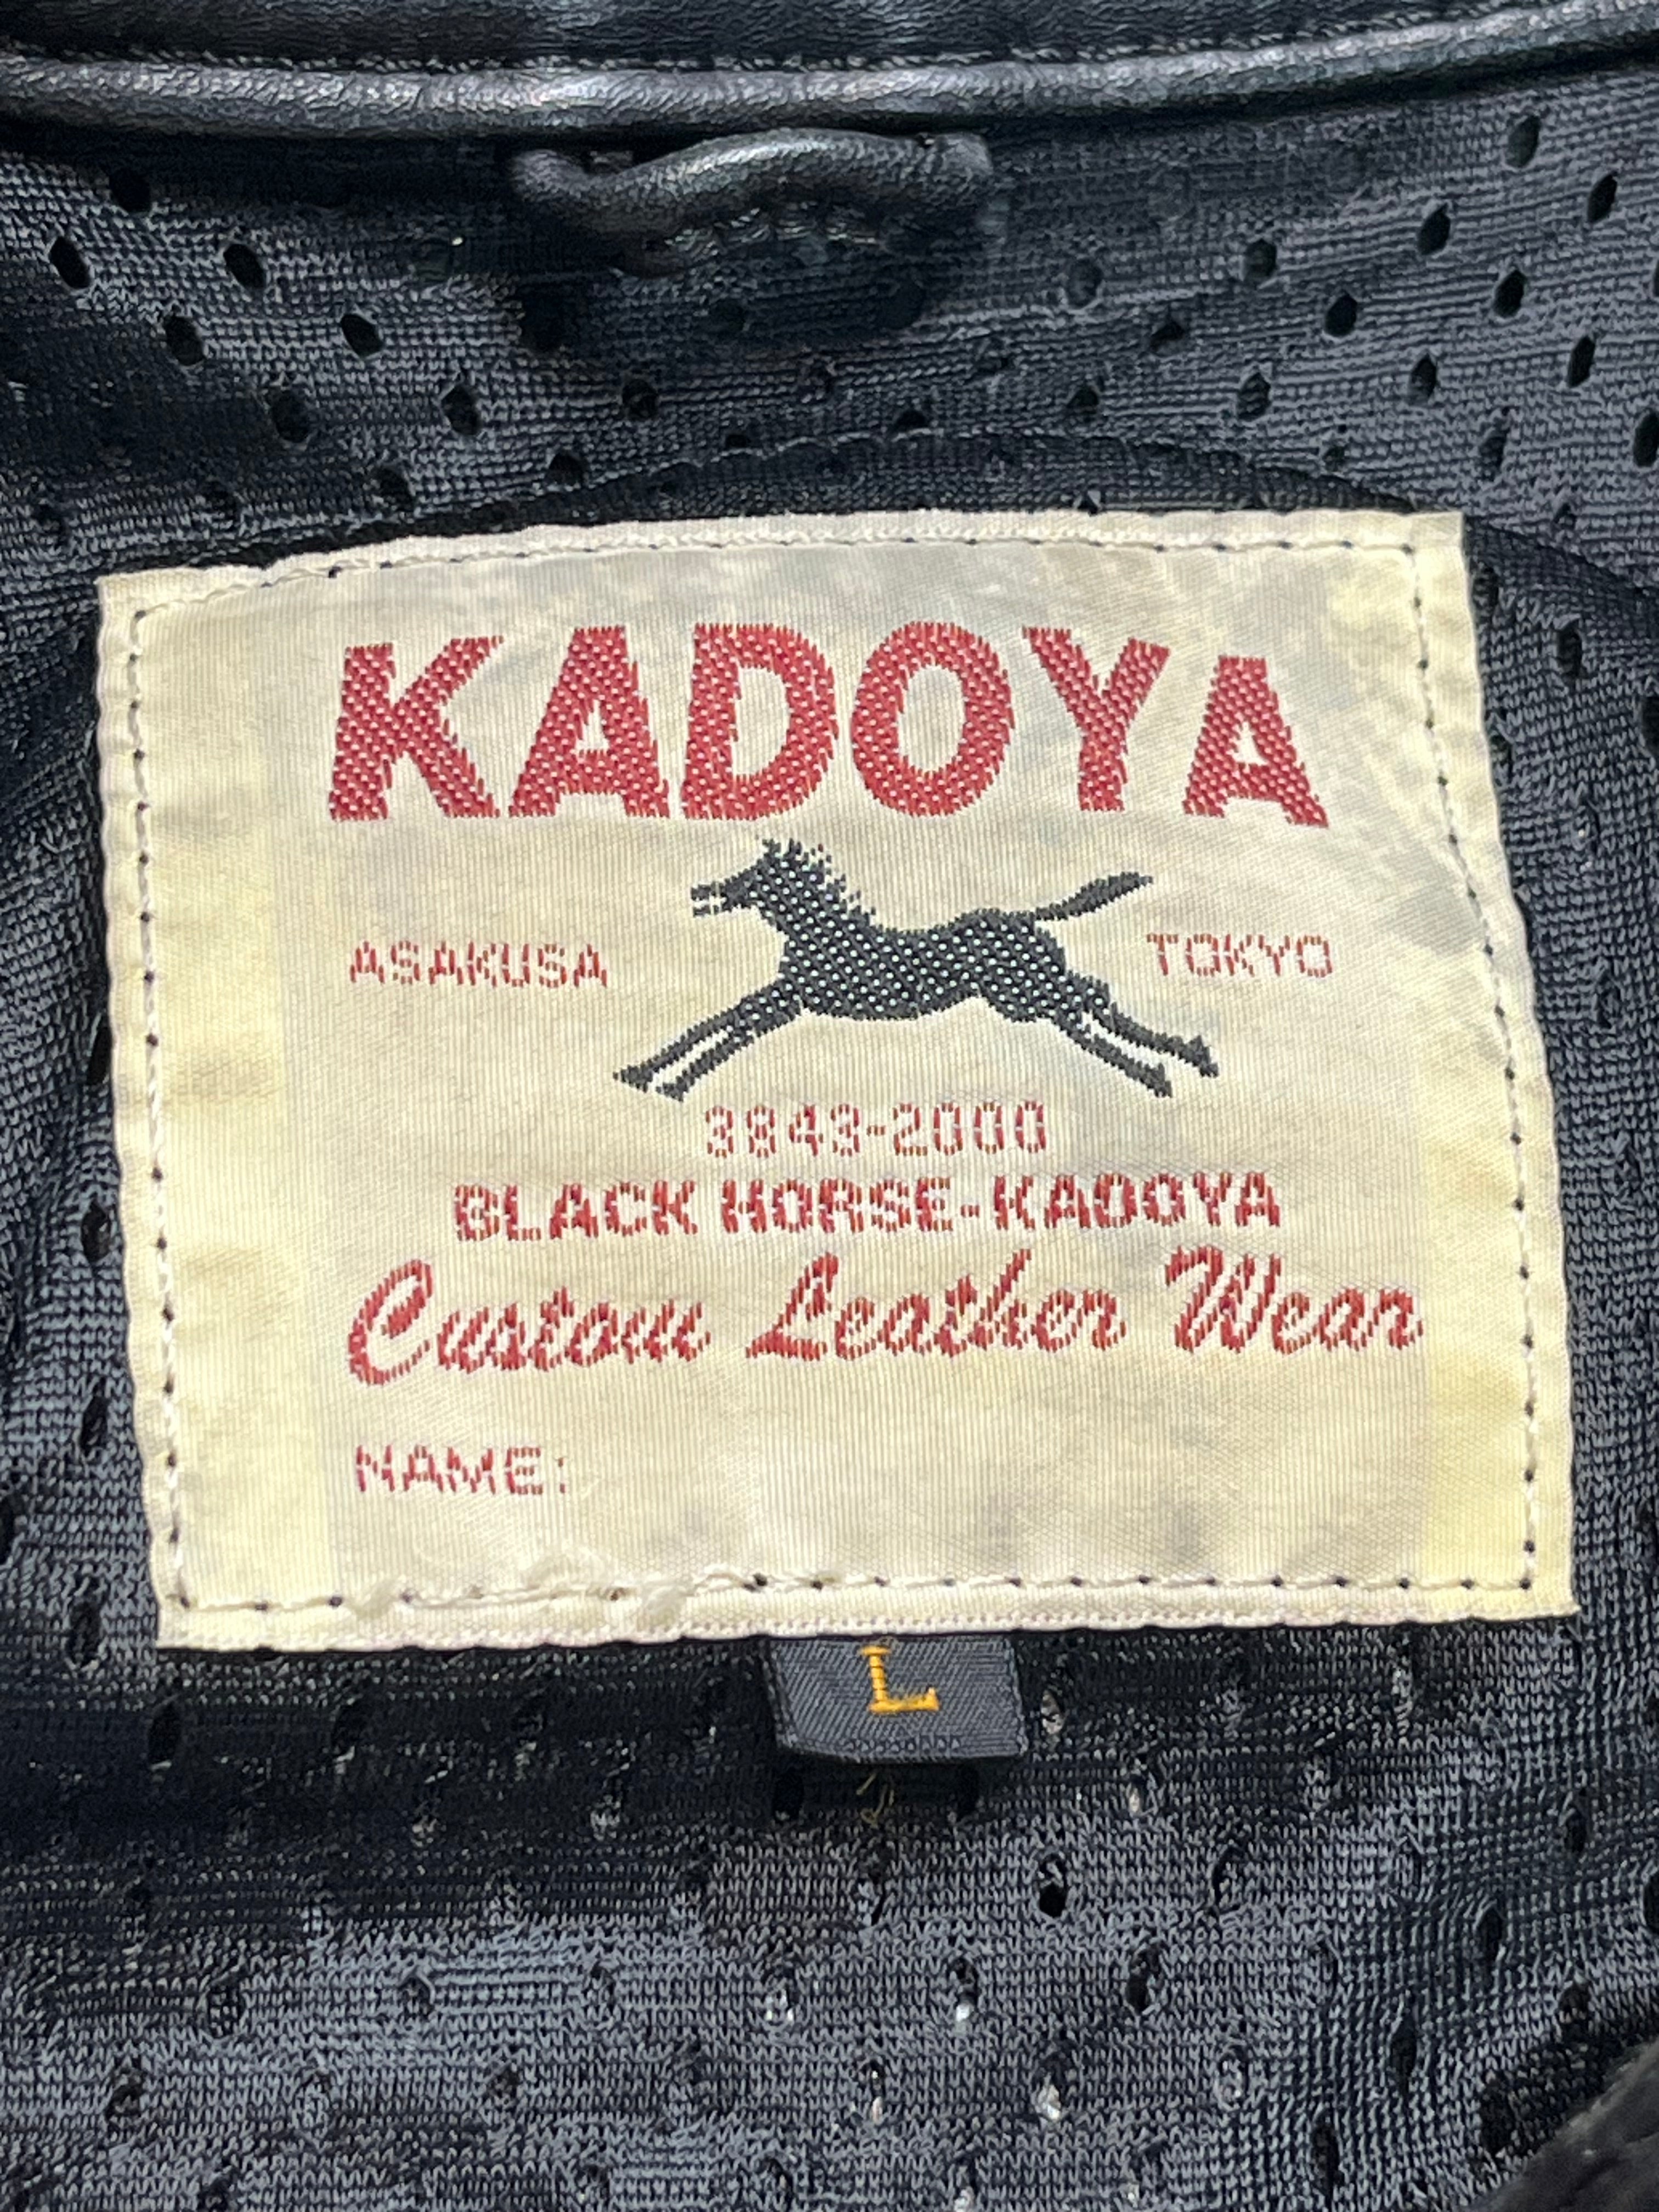 KADOYA
ASAKUSA TOKYO
3843-2000
BLACK HORSE-KADOYA
Custom Leather Wear
NAME:
L